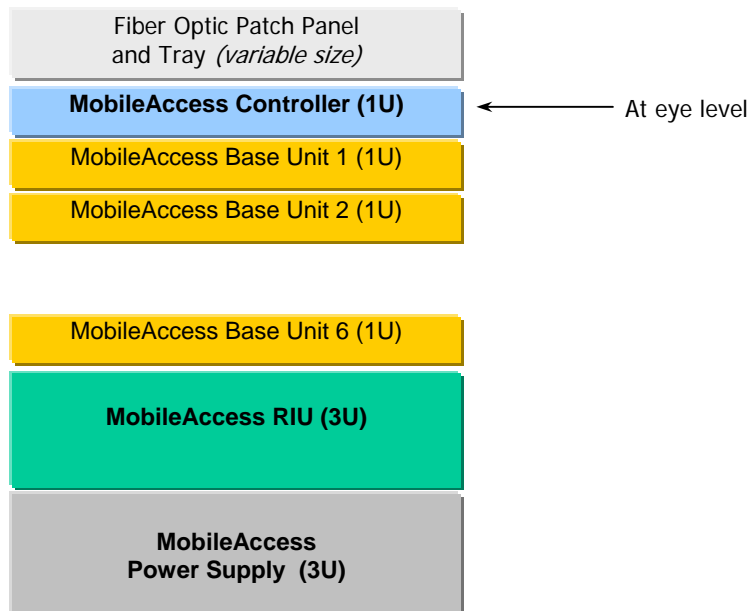 Fiber Optic Patch Panel
and Tray (variable size)
MobileAccess Controller (1U)
At eye level
MobileAccess Base Unit 1 (1U)
MobileAccess Base Unit 2 (1U)
MobileAccess Base Unit 6 (1U)
MobileAccess RIU (3U)
MobileAccess
Power Supply (3U)